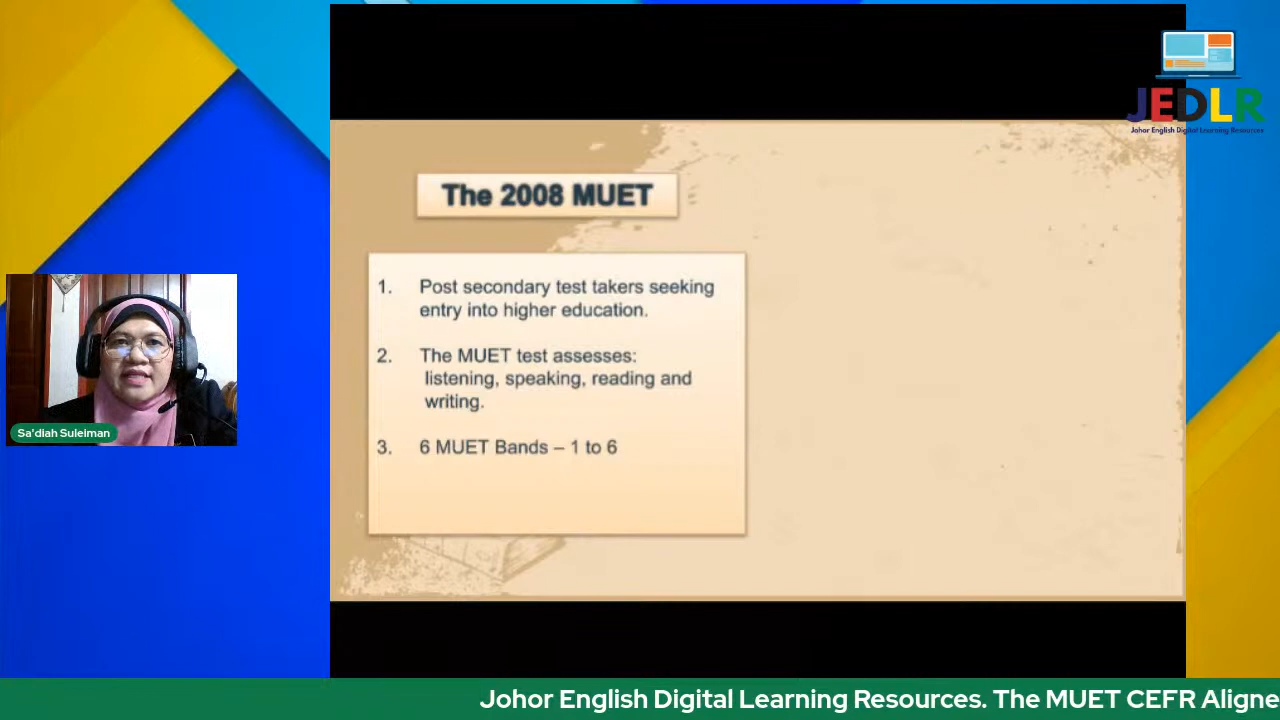 JEDLR
Johor English Digital Learning Resources
The 2008 MUET
1. Post secondary test takers seeking
entry into higher education.
2. The MUET test assesses:
listening, speaking, reading and
writing.
3. 6 MUET Bands – 1 to 6
Sa'diah Suleiman
Johor English Digital Learning Resources. The MUET CEFR Aligne